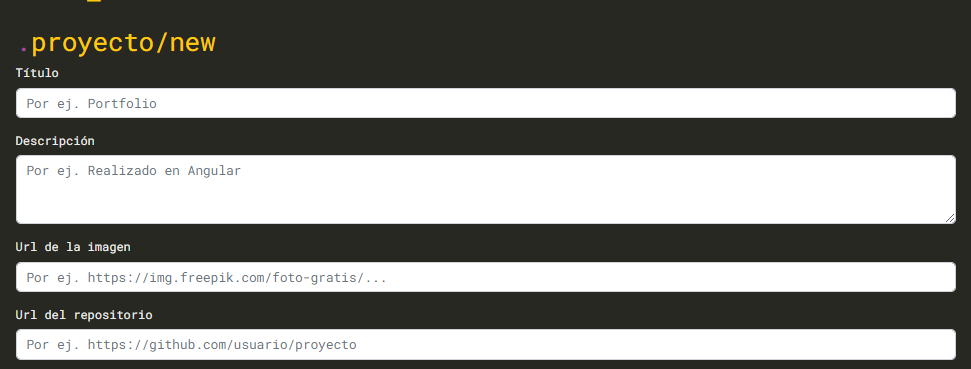 .proyecto/new
Título
Por ej. Portfolio
Descripción
Por ej. Realizado en Angular
Url de la imagen
Por ej. https://img.freepik.com/foto-gratis/...
Url del repositorio
Por ej. https://github.com/usuario/proyecto